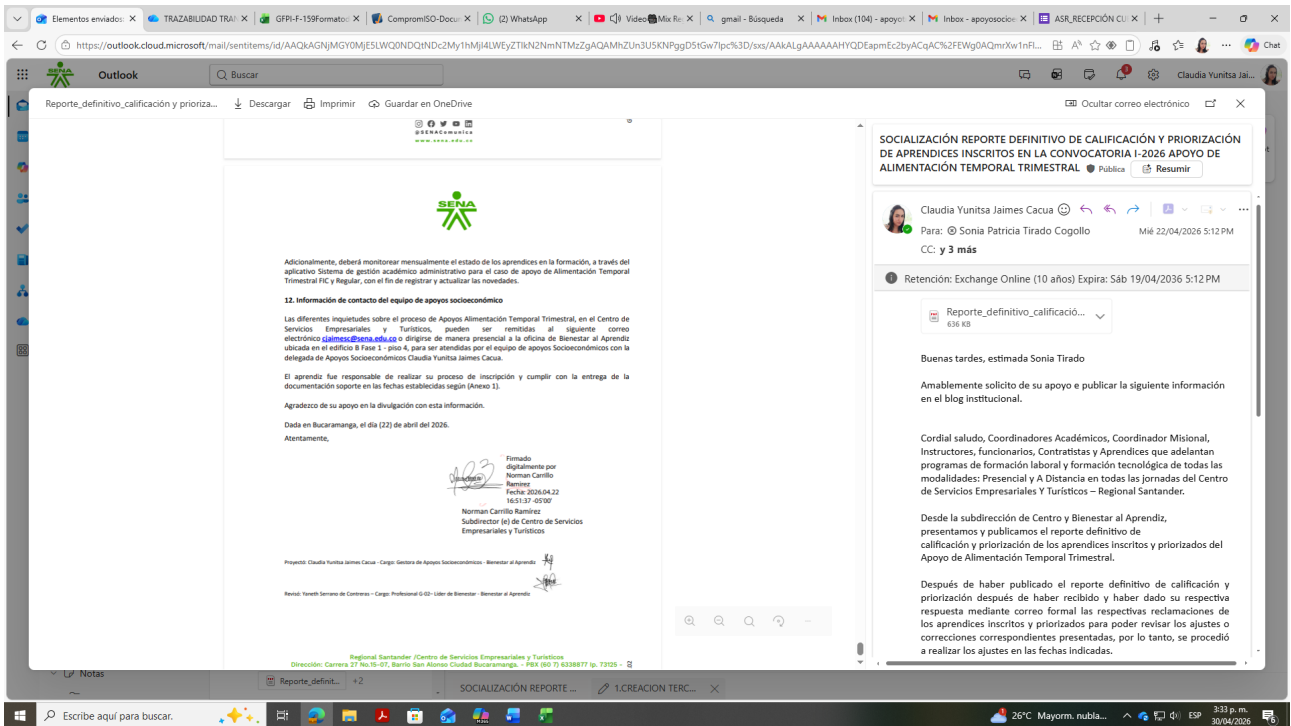 Elementos enviados:
TRAZABILIDAD TRAN
GFPI-F-159Formatod
CompromISO-Docum
(2) WhatsApp
Video Mix Re
gmail - Búsqueda
Inbox (104) - apoyot
Inbox - apoyosocioe
ASR_RECEPCIÓN CU
https://outlook.cloud.microsoft/mail/sentitems/id/
Chat
SENA
Outlook
Buscar
Claudia Yunitsa Jai...
Reporte_definitivo_calificación y prioriza...
Descargar
Imprimir
Guardar en OneDrive
Ocultar correo electrónico
@SENAComunica
www.sena.edu.co
SENA
Adicionalmente, deberá monitorear mensualmente el estado de los aprendices en la formación, a través del
aplicativo Sistema de gestión académico administrativo para el caso de apoyo de Alimentación Temporal
Trimestral FIC y Regular, con el fin de registrar y actualizar las novedades.
12. Información de contacto del equipo de apoyos socioeconómico
Las diferentes inquietudes sobre el proceso de Apoyos Alimentación Temporal Trimestral, en el Centro de
Servicios Empresariales y Turísticos, pueden ser remitidas al siguiente correo
electrónico cjaimesc@sena.edu.co o dirigirse de manera presencial a la oficina de Bienestar al Aprendiz
ubicada en el edificio B Fase 1 - piso 4, para ser atendidas por el equipo de apoyos Socioeconómicos con la
delegada de Apoyos Socioeconómicos Claudia Yunitsa Jaimes Cacua.
El aprendiz fue responsable de realizar su proceso de inscripción y cumplir con la entrega de la
documentación soporte en las fechas establecidas según (Anexo 1).
Agradezco de su apoyo en la divulgación con esta información.
Dada en Bucaramanga, el día (22) de abril del 2026.
Atentamente,
Firmado
digitalmente por
Norman Carrillo
Ramirez
Fecha: 2026.04.22
16:51:37 -05'00'
Norman Carrillo Ramírez
Subdirector (e) de Centro de Servicios
Empresariales y Turísticos
Proyectó: Claudia Yunitsa Jaimes Cacua - Cargo: Gestora de Apoyos Socioeconómicos - Bienestar al Aprendiz
Revisó: Yaneth Serrano de Contreras – Cargo: Profesional G-02– Líder de Bienestar - Bienestar al Aprendiz
Regional Santander /Centro de Servicios Empresariales y Turísticos
Dirección: Carrera 27 No.15-07, Barrio San Alonso Ciudad Bucaramanga. - PBX (60 7) 6338877 Ip. 73125 -
SOCIALIZACIÓN REPORTE DEFINITIVO DE CALIFICACIÓN Y PRIORIZACIÓN
DE APRENDICES INSCRITOS EN LA CONVOCATORIA I-2026 APOYO DE
ALIMENTACIÓN TEMPORAL TRIMESTRAL Pública Resumir
Claudia Yunitsa Jaimes Cacua
Para: Sonia Patricia Tirado Cogollo
Mié 22/04/2026 5:12 PM
CC: y 3 más
Retención: Exchange Online (10 años) Expira: Sáb 19/04/2036 5:12 PM
Reporte_definitivo_calificació...
636 KB
Buenas tardes, estimada Sonia Tirado
Amablemente solicito de su apoyo e publicar la siguiente información
en el blog institucional.
Cordial saludo, Coordinadores Académicos, Coordinador Misional,
Instructores, funcionarios, Contratistas y Aprendices que adelantan
programas de formación laboral y formación tecnológica de todas las
modalidades: Presencial y A Distancia en todas las jornadas del Centro
de Servicios Empresariales Y Turísticos – Regional Santander.
Desde la subdirección de Centro y Bienestar al Aprendiz,
presentamos y publicamos el reporte definitivo de
calificación y priorización de los aprendices inscritos y priorizados del
Apoyo de Alimentación Temporal Trimestral.
Después de haber publicado el reporte definitivo de calificación y
priorización después de haber recibido y haber dado su respectiva
respuesta mediante correo formal las respectivas reclamaciones de
los aprendices inscritos y priorizados para poder revisar los ajustes o
correcciones correspondientes presentadas, por lo tanto, se procedió
a realizar los ajustes en las fechas indicadas.
Notas
Reporte_definit...
+2
SOCIALIZACIÓN REPORTE ...
1.CREACION TERC...
Escribe aquí para buscar.
26°C Mayorm. nubla...
ESP
3:33 p. m.
30/04/2026